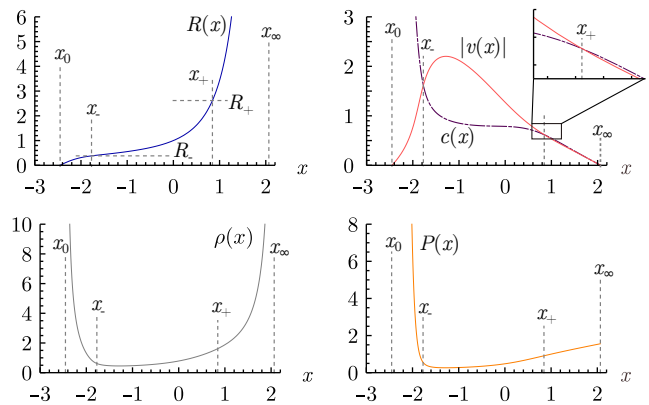 6
5
4
3
2
1
0
R(x)
x₀
x₋
x₊
x∞
R₊
R₋
-3 -2 -1 0 1 2 x
3
2
1
0
|v(x)|
c(x)
x₀
x₋
x₊
x∞
-3 -2 -1 0 1 2 x
10
8
6
4
2
0
ρ(x)
x₀
x₋
x₊
x∞
-3 -2 -1 0 1 2 x
8
6
4
2
0
P(x)
x₀
x₋
x₊
x∞
-3 -2 -1 0 1 2 x